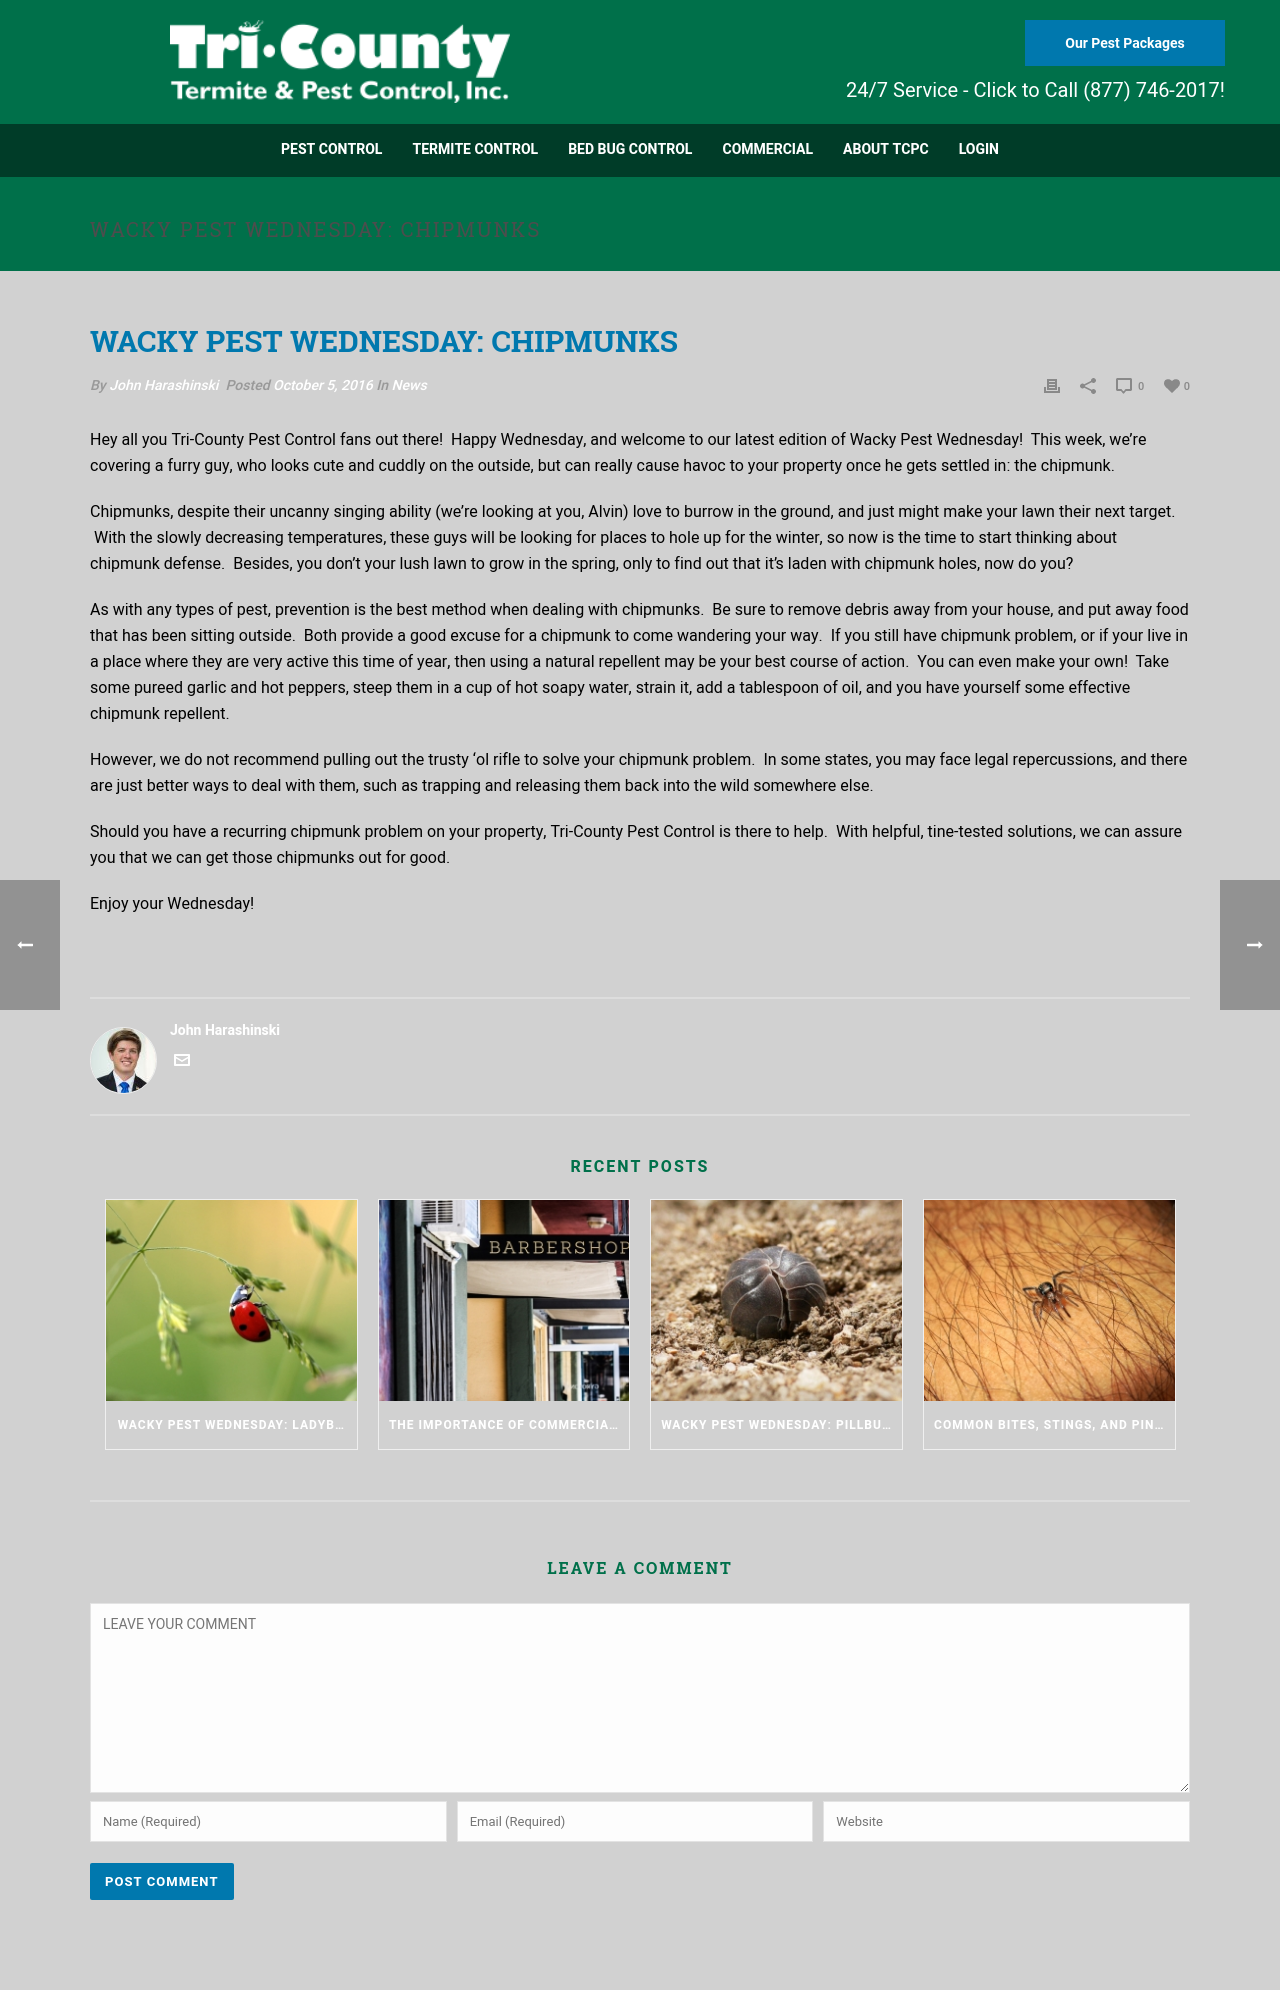 Tri-County
Termite & Pest Control, Inc.
Our Pest Packages
24/7 Service - Click to Call (877) 746-2017!
PEST CONTROL TERMITE CONTROL BED BUG CONTROL COMMERCIAL ABOUT TCPC LOGIN
WACKY PEST WEDNESDAY: CHIPMUNKS
WACKY PEST WEDNESDAY: CHIPMUNKS
By John Harashinski Posted October 5, 2016 In News
0 0
Hey all you Tri-County Pest Control fans out there!  Happy Wednesday, and welcome to our latest edition of Wacky Pest Wednesday!  This week, we’re
covering a furry guy, who looks cute and cuddly on the outside, but can really cause havoc to your property once he gets settled in: the chipmunk.
Chipmunks, despite their uncanny singing ability (we’re looking at you, Alvin) love to burrow in the ground, and just might make your lawn their next target.
With the slowly decreasing temperatures, these guys will be looking for places to hole up for the winter, so now is the time to start thinking about
chipmunk defense.  Besides, you don’t your lush lawn to grow in the spring, only to find out that it’s laden with chipmunk holes, now do you?
As with any types of pest, prevention is the best method when dealing with chipmunks.  Be sure to remove debris away from your house, and put away food
that has been sitting outside.  Both provide a good excuse for a chipmunk to come wandering your way.  If you still have chipmunk problem, or if your live in
a place where they are very active this time of year, then using a natural repellent may be your best course of action.  You can even make your own!  Take
some pureed garlic and hot peppers, steep them in a cup of hot soapy water, strain it, add a tablespoon of oil, and you have yourself some effective
chipmunk repellent.
However, we do not recommend pulling out the trusty ‘ol rifle to solve your chipmunk problem.  In some states, you may face legal repercussions, and there
are just better ways to deal with them, such as trapping and releasing them back into the wild somewhere else.
Should you have a recurring chipmunk problem on your property, Tri-County Pest Control is there to help.  With helpful, tine-tested solutions, we can assure
you that we can get those chipmunks out for good.
Enjoy your Wednesday!
John Harashinski
RECENT POSTS
BARBERSHOP
WACKY PEST WEDNESDAY: LADYB...
THE IMPORTANCE OF COMMERCIA...
WACKY PEST WEDNESDAY: PILLBU...
COMMON BITES, STINGS, AND PIN...
LEAVE A COMMENT
LEAVE YOUR COMMENT
Name (Required) Email (Required) Website
POST COMMENT